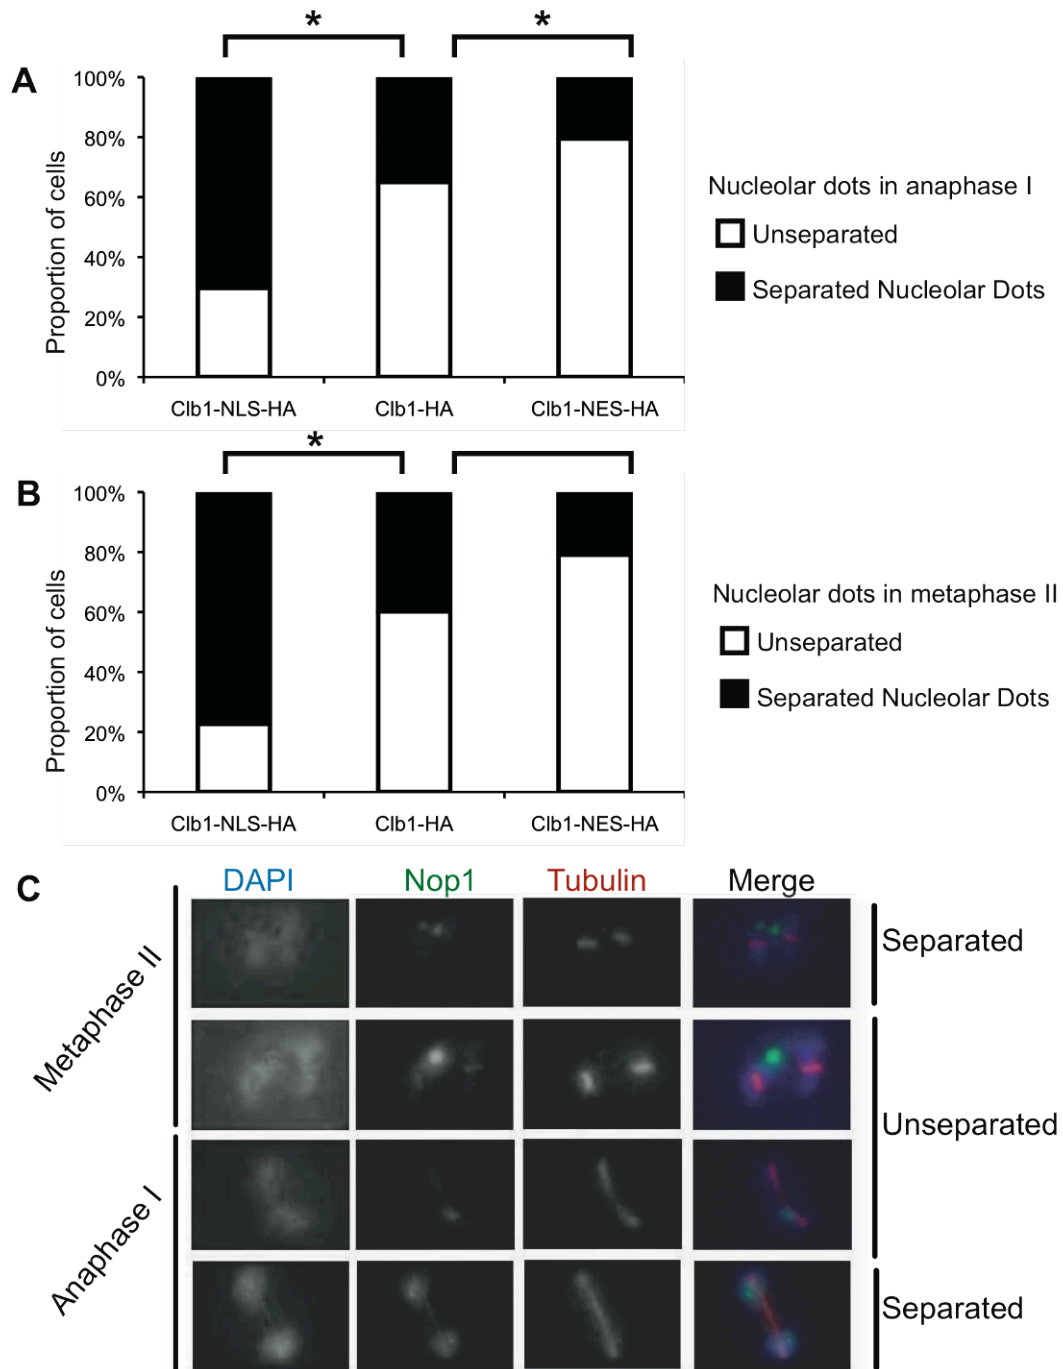 *
*
A
Proportion of cells
100%
80%
60%
40%
20%
0%
Clb1-NLS-HA
Clb1-HA
Clb1-NES-HA
Nucleolar dots in anaphase I
Unseparated
Separated Nucleolar Dots
*
B
Proportion of cells
100%
80%
60%
40%
20%
0%
Clb1-NLS-HA
Clb1-HA
Clb1-NES-HA
Nucleolar dots in metaphase II
Unseparated
Separated Nucleolar Dots
C
DAPI
Nop1
Tubulin
Merge
Metaphase II
Anaphase I
Separated
Unseparated
Separated